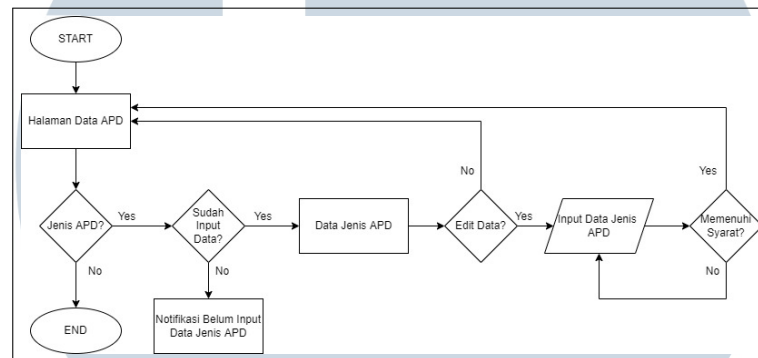 START
Halaman Data APD
No
Yes
Jenis APD?
Yes
Sudah
Input
Data?
Yes
Data Jenis APD
Edit Data?
Yes
Input Data Jenis
APD
Memenuhi
Syarat?
No
No
No
END
Notifikasi Belum Input
Data Jenis APD